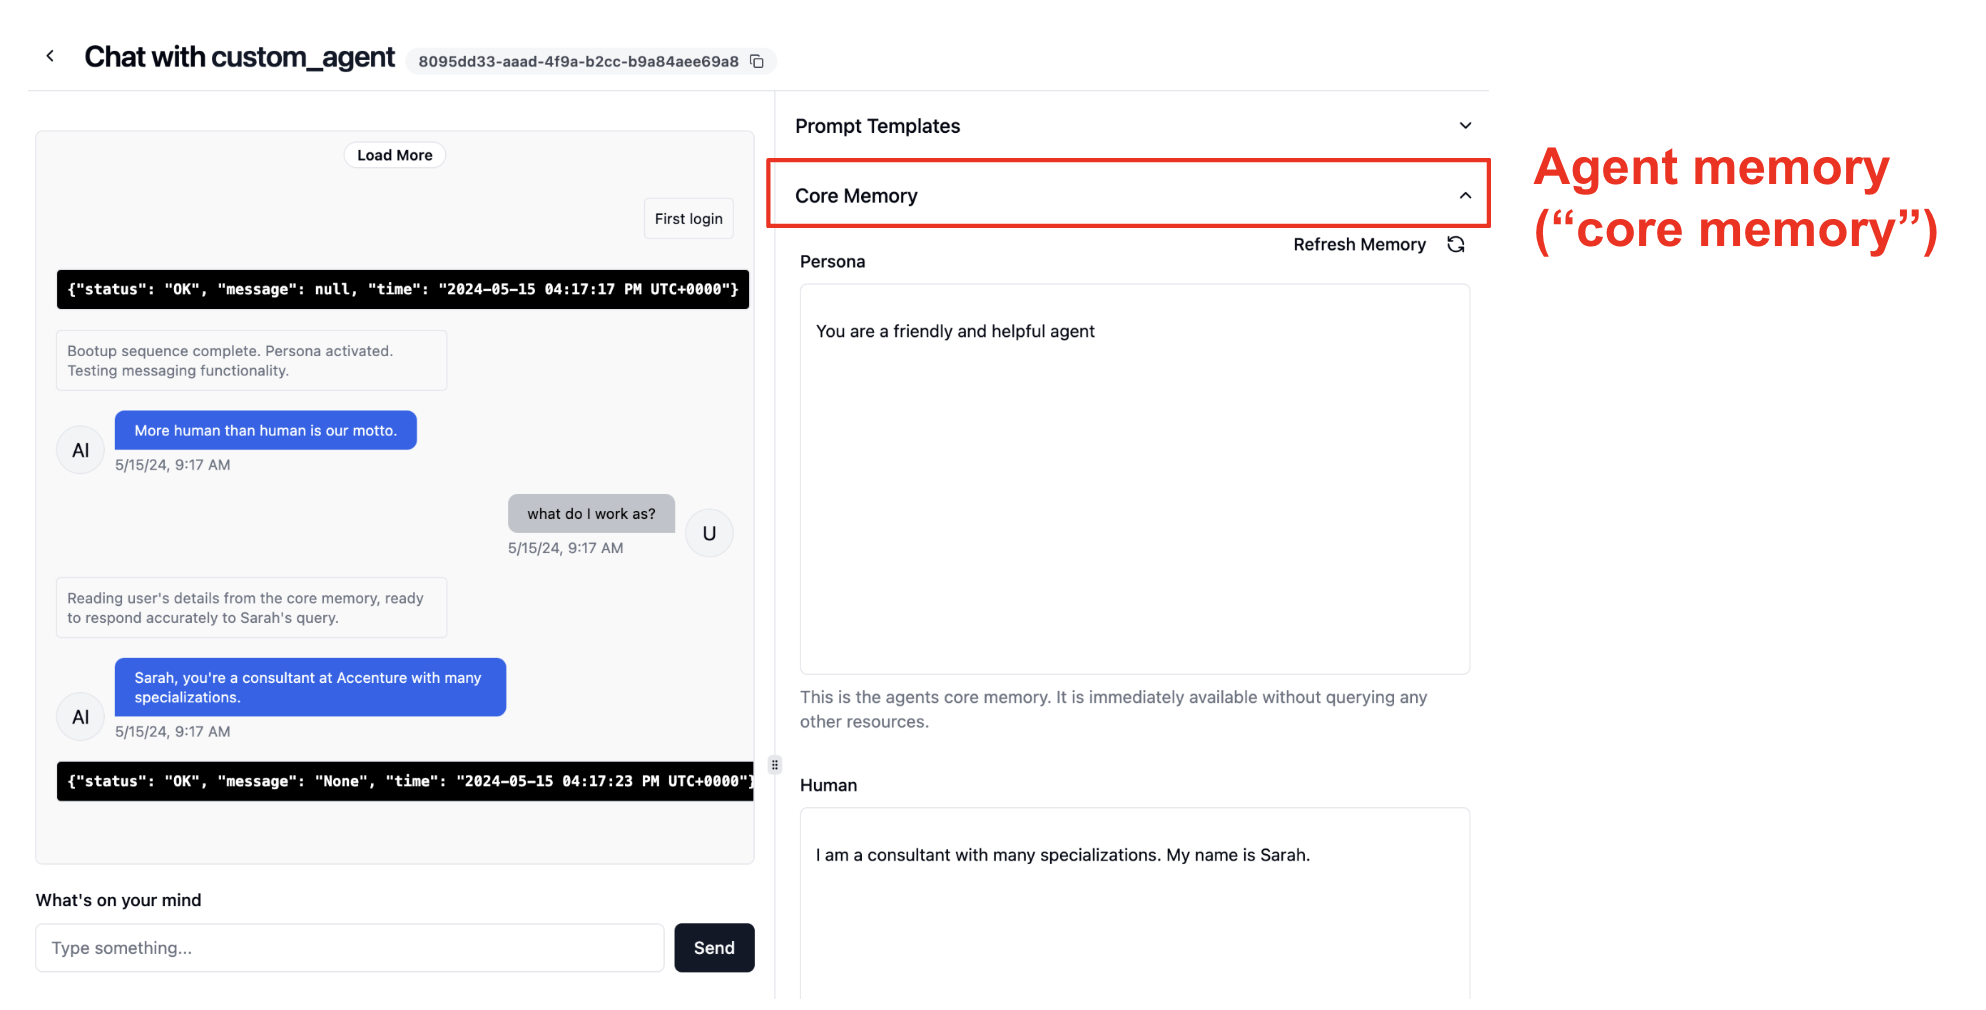 Chat with custom_agent 8095dd33-aaad-4f9a-b2cc-b9a84aee69a8
Load More
First login
{"status": "OK", "message": null, "time": "2024-05-15 04:17:17 PM UTC+0000"}
Bootup sequence complete. Persona activated.
Testing messaging functionality.
AI
More human than human is our motto.
5/15/24, 9:17 AM
what do I work as?
U
5/15/24, 9:17 AM
Reading user's details from the core memory, ready
to respond accurately to Sarah's query.
Sarah, you're a consultant at Accenture with many
specializations.
AI
5/15/24, 9:17 AM
{"status": "OK", "message": "None", "time": "2024-05-15 04:17:23 PM UTC+0000"}
What's on your mind
Type something...
Send
Prompt Templates
Core Memory
Refresh Memory
Persona
You are a friendly and helpful agent
This is the agents core memory. It is immediately available without querying any
other resources.
Human
I am a consultant with many specializations. My name is Sarah.
Agent memory
(“core memory”)